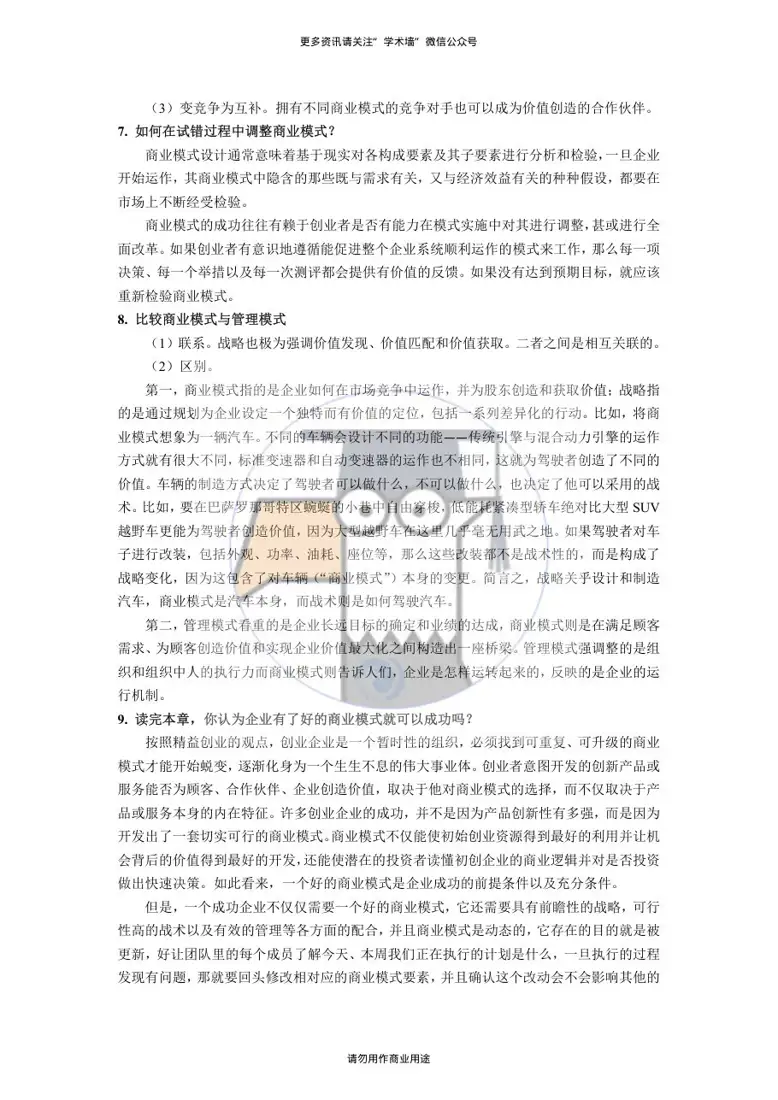 更多资讯请关注“学术墙”微信公众号
（3）变竞争为互补。拥有不同商业模式的竞争对手也可以成为价值创造的合作伙伴。
7. 如何在试错过程中调整商业模式？
商业模式设计通常意味着基于现实对各构成要素及其子要素进行分析和检验，一旦企业
开始运作，其商业模式中隐含的那些既与需求有关，又与经济效益有关的种种假设，都要在
市场上不断经受检验。
商业模式的成功往往有赖于创业者是否有能力在模式实施中对其进行调整，甚或进行全
面改革。如果创业者有意识地遵循能促进整个企业系统顺利运作的模式来工作，那么每一项
决策、每一个举措以及每一次测评都会提供有价值的反馈。如果没有达到预期目标，就应该
重新检验商业模式。
8. 比较商业模式与管理模式
（1）联系。战略也极为强调价值发现、价值匹配和价值获取。二者之间是相互关联的。
（2）区别。
第一，商业模式指的是企业如何在市场竞争中运作，并为股东创造和获取价值；战略指
的是通过规划为企业设定一个独特而有价值的定位，包括一系列差异化的行动。比如，将商
业模式想象为一辆汽车。不同的车辆会设计不同的功能——传统引擎与混合动力引擎的运作
方式就有很大不同，标准变速器和自动变速器的运作也不相同，这就为驾驶者创造了不同的
价值。车辆的制造方式决定了驾驶者可以做什么，不可以做什么，也决定了他可以采用的战
术。比如，要在巴萨罗那哥特区蜿蜒的小巷中自由穿梭，低能耗紧凑型轿车绝对比大型 SUV
越野车更能为驾驶者创造价值，因为大型越野车在这里几乎毫无用武之地。如果驾驶者对车
子进行改装，包括外观、功率、油耗、座位等，那么这些改装都不是战术性的，而是构成了
战略变化，因为这包含了对车辆（“商业模式”）本身的变更。简言之，战略关乎设计和制造
汽车，商业模式是汽车本身，而战术则是如何驾驶汽车。
第二，管理模式看重的是企业长远目标的确定和业绩的达成，商业模式则是在满足顾客
需求、为顾客创造价值和实现企业价值最大化之间构造出一座桥梁。管理模式强调整的是组
织和组织中人的执行力而商业模式则告诉人们，企业是怎样运转起来的，反映的是企业的运
行机制。
9. 读完本章，你认为企业有了好的商业模式就可以成功吗？
按照精益创业的观点，创业企业是一个暂时性的组织，必须找到可重复、可升级的商业
模式才能开始蜕变，逐渐化身为一个生生不息的伟大事业体。创业者意图开发的创新产品或
服务能否为顾客、合作伙伴、企业创造价值，取决于他对商业模式的选择，而不仅取决于产
品或服务本身的内在特征。许多创业企业的成功，并不是因为产品创新性有多强，而是因为
开发出了一套切实可行的商业模式。商业模式不仅能使初始创业资源得到最好的利用并让机
会背后的价值得到最好的开发，还能使潜在的投资者读懂初创企业的商业逻辑并对是否投资
做出快速决策。如此看来，一个好的商业模式是企业成功的前提条件以及充分条件。
但是，一个成功企业不仅仅需要一个好的商业模式，它还需要具有前瞻性的战略，可行
性高的战术以及有效的管理等各方面的配合，并且商业模式是动态的，它存在的目的就是被
更新，好让团队里的每个成员了解今天、本周我们正在执行的计划是什么，一旦执行的过程
发现有问题，那就要回头修改相对应的商业模式要素，并且确认这个改动会不会影响其他的
请勿用作商业用途